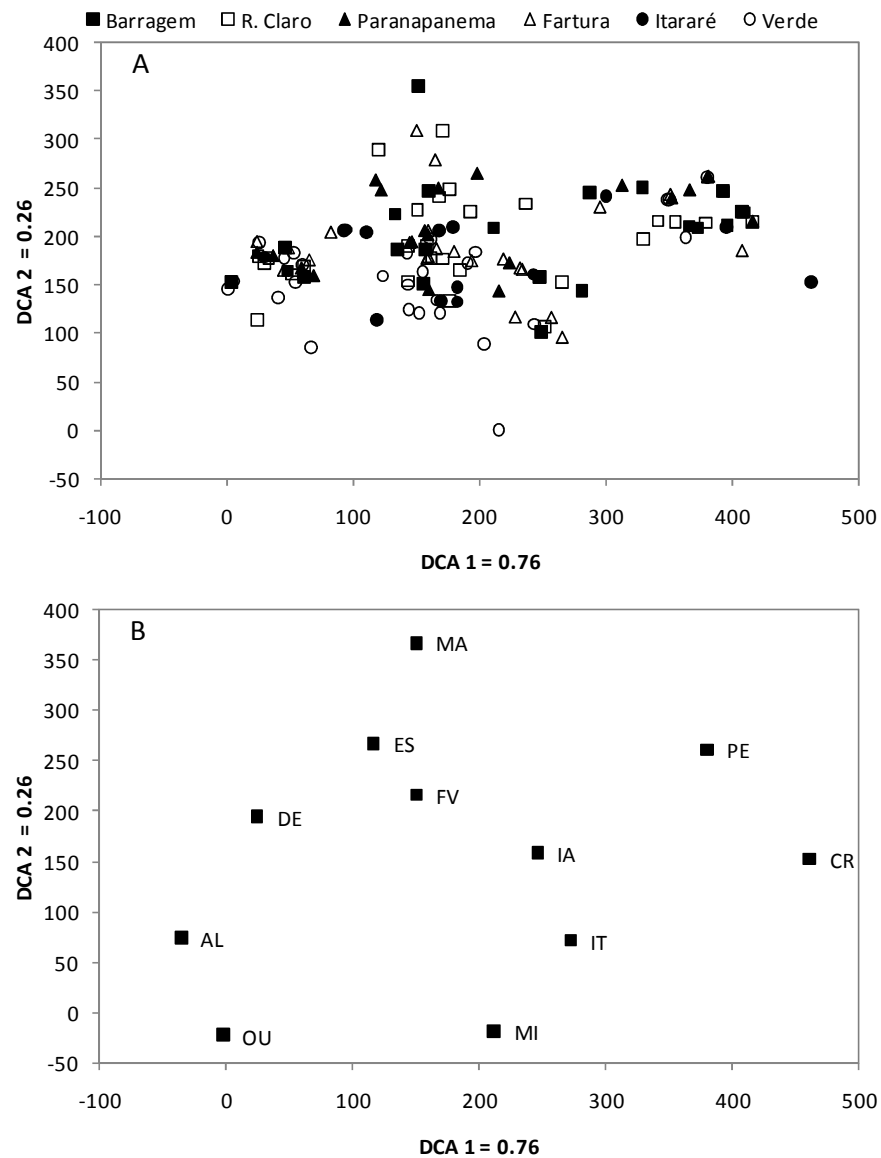 Barragem R. Claro Paranapanema Fartura Itararé Verde
A
400
350
300
250
200
150
100
50
0
-50
DCA 2 = 0.26
-100 0 100 200 300 400 500
DCA 1 = 0.76
B
400
350
300
250
200
150
100
50
0
-50
DCA 2 = 0.26
MA
ES
PE
FV
DE
IA
CR
AL
IT
OU
MI
-100 0 100 200 300 400 500
DCA 1 = 0.76